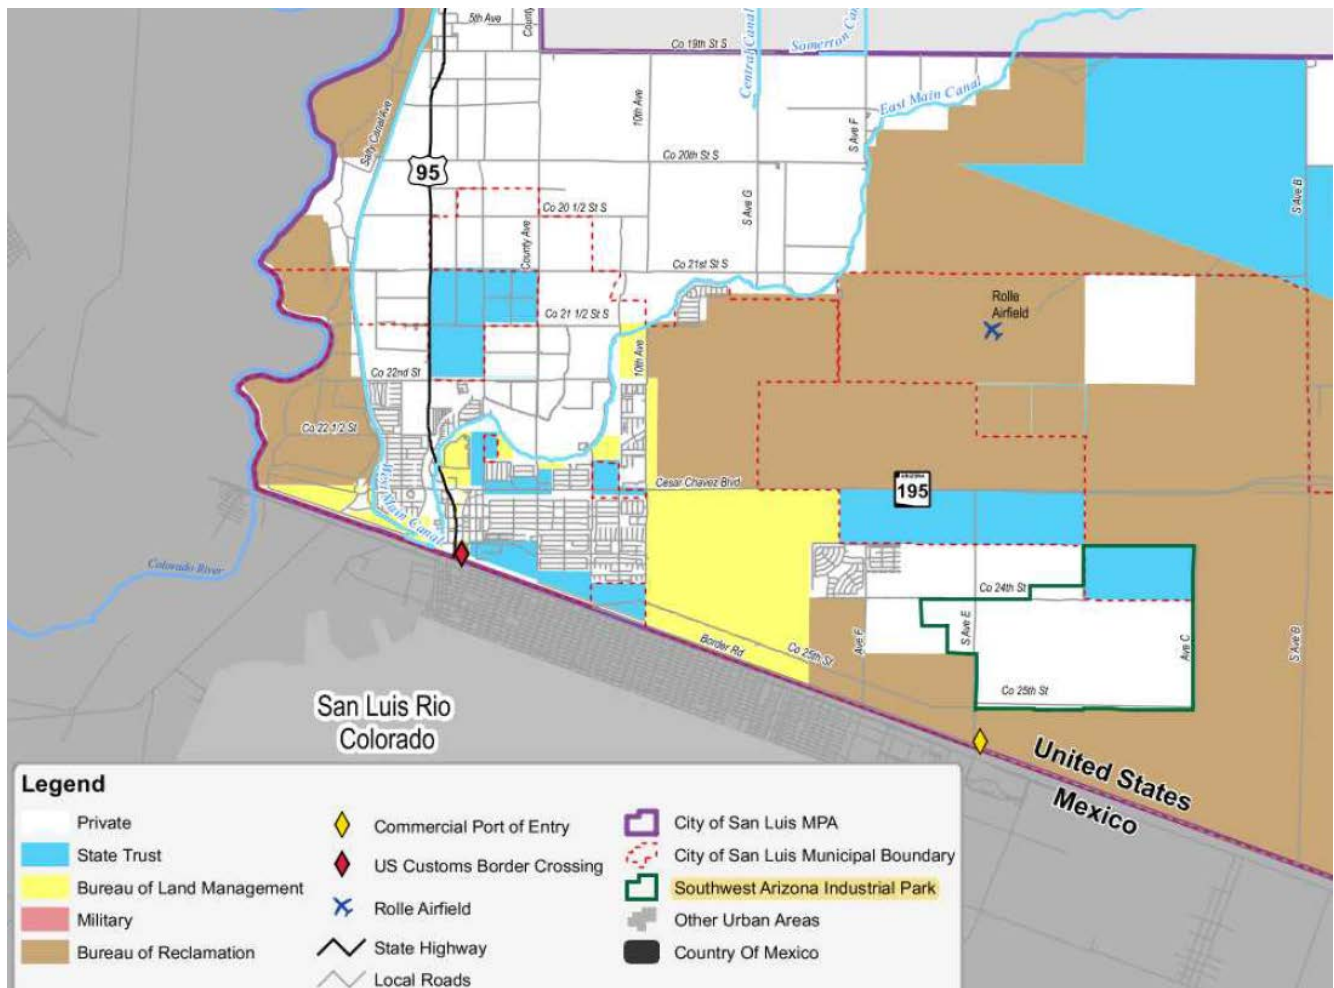 5th Ave
County
Co 19th St S
Central Canal
Somerton Ca
East Main Canal
10th Ave
Salty Canal Ave
S Ave F
Co 20th St S
95
S Ave G
S Ave B
Co 20 1/2 St S
County Ave
Co 21st St S
Rolle
Airfield
Co 21 1/2 St S
10th Ave
Co 22nd St
Co 22 1/2 St
Cesar Chavez Blvd
ARIZONA
195
West Main Canal
Colorado River
Co 24th St
S Ave E
Ave F
Ave C
S Ave B
Border Rd
Co 25th St
Co 25th St
San Luis Rio
Colorado
United States
Mexico
Legend
Private
State Trust
Bureau of Land Management
Military
Bureau of Reclamation
Commercial Port of Entry
US Customs Border Crossing
Rolle Airfield
State Highway
Local Roads
City of San Luis MPA
City of San Luis Municipal Boundary
Southwest Arizona Industrial Park
Other Urban Areas
Country Of Mexico